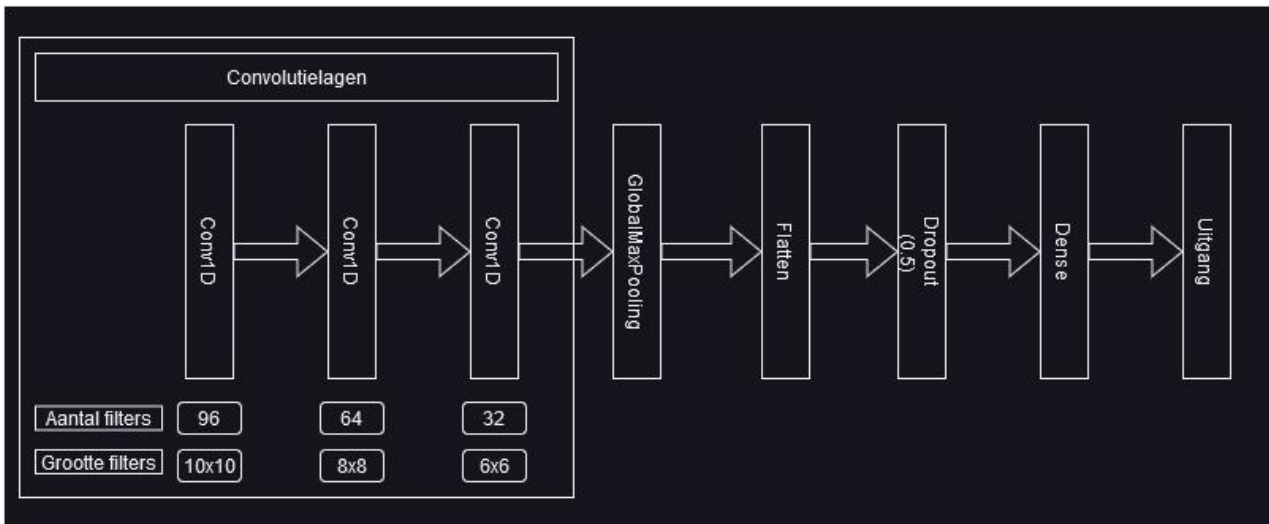 Convolutielagen
Conv1D
Conv1D
Conv1D
GlobalMaxPooling
Flatten
Dropout
(0,5)
Dense
Uitgang
Aantal filters
96
64
32
Grootte filters
10x10
8x8
6x6